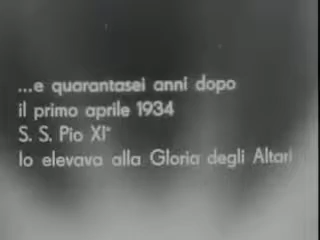 ...e quarantasei anni dopo
il primo aprile 1934
S. S. Pio XI°
lo elevava alla Gloria degli Altari